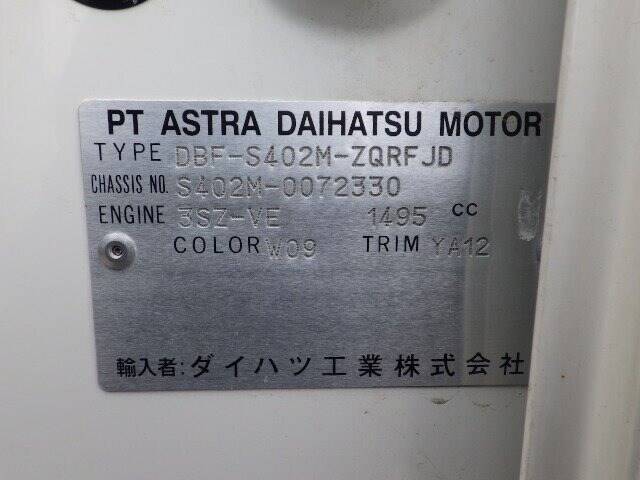 PT ASTRA DAIHATSU MOTOR
TYPE DBF-S402M-ZQRFJD
CHASSIS NO. S402M-0072330
ENGINE 3SZ-VE 1495 CC
COLOR W09 TRIM YA12
輸入者: ダイハツ工業株式会社